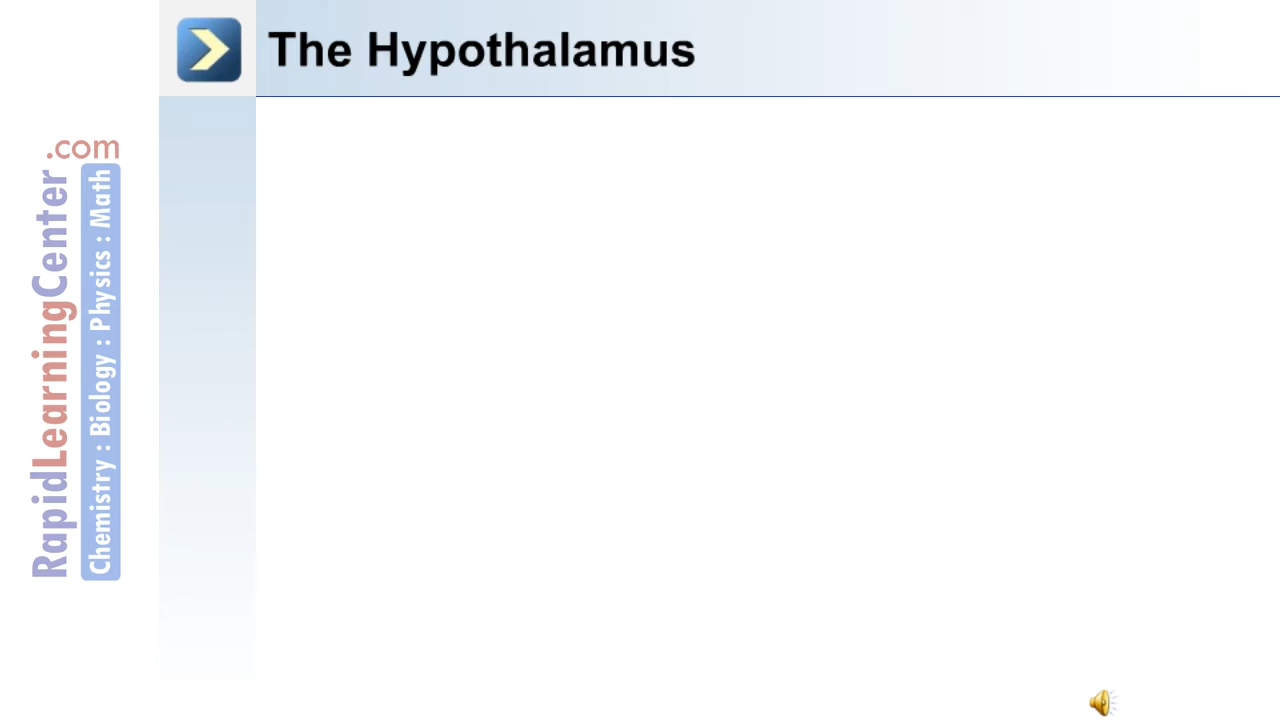 The Hypothalamus
RapidLearningCenter.com
Chemistry : Biology : Physics : Math